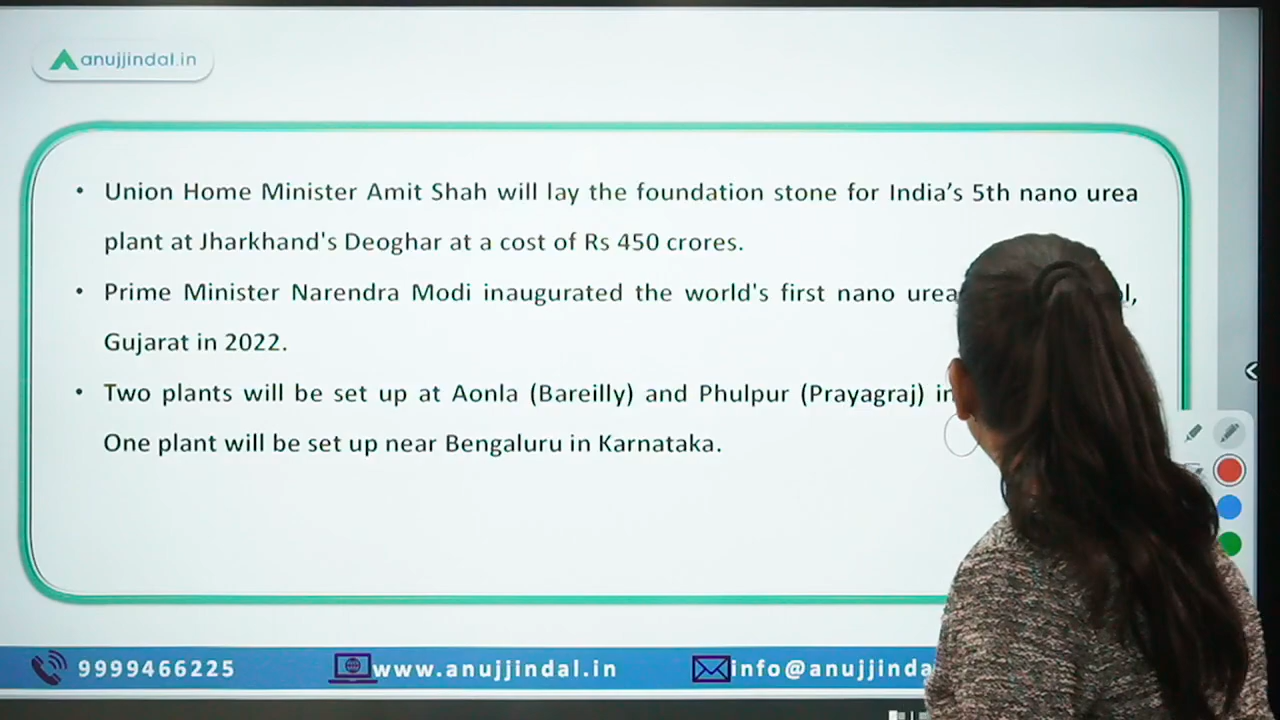 anujjindal.in
• Union Home Minister Amit Shah will lay the foundation stone for India’s 5th nano urea
plant at Jharkhand's Deoghar at a cost of Rs 450 crores.
• Prime Minister Narendra Modi inaugurated the world's first nano urea
Gujarat in 2022.
• Two plants will be set up at Aonla (Bareilly) and Phulpur (Prayagraj) in
One plant will be set up near Bengaluru in Karnataka.
9999466225 www.anujjindal.in